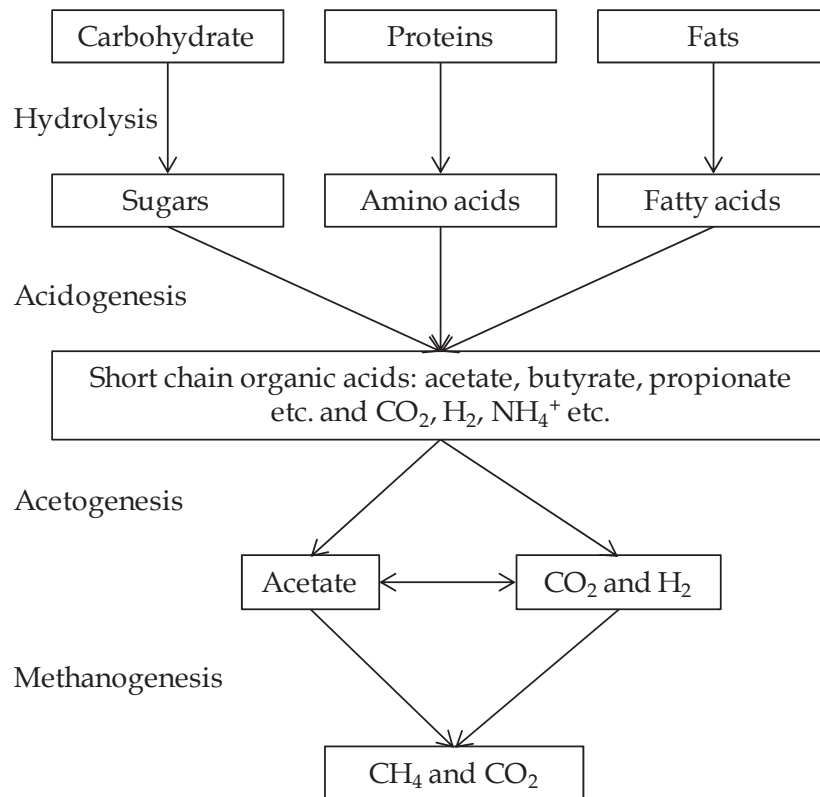 Carbohydrate
Proteins
Fats
Hydrolysis
Sugars
Amino acids
Fatty acids
Acidogenesis
Short chain organic acids: acetate, butyrate, propionate
etc. and CO₂, H₂, NH₄⁺ etc.
Acetogenesis
Acetate
CO₂ and H₂
Methanogenesis
CH₄ and CO₂